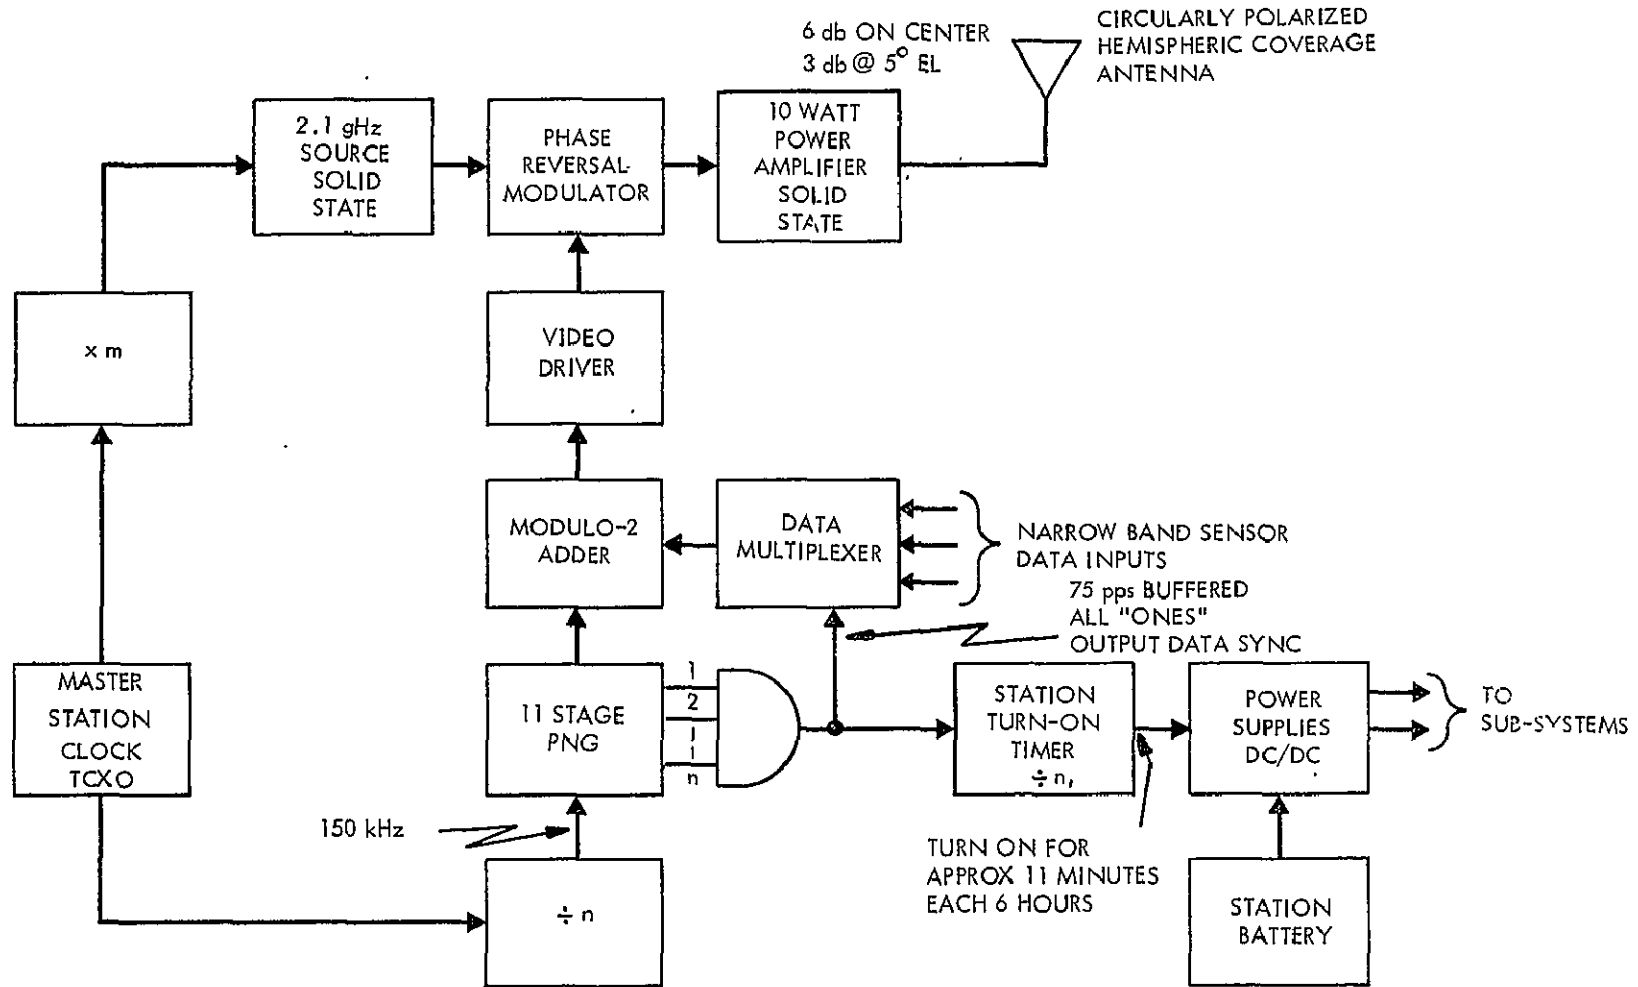 6 db ON CENTER
3 db @ 5° EL
CIRCULARLY POLARIZED
HEMISPHERIC COVERAGE
ANTENNA
2.1 gHz
SOURCE
SOLID
STATE
PHASE
REVERSAL-
MODULATOR
10 WATT
POWER
AMPLIFIER
SOLID
STATE
x m
VIDEO
DRIVER
MODULO-2
ADDER
DATA
MULTIPLEXER
NARROW BAND SENSOR
DATA INPUTS
75 pps BUFFERED
ALL "ONES"
OUTPUT DATA SYNC
MASTER
STATION
CLOCK
TCXO
11 STAGE
PNG
1
2
n
STATION
TURN-ON
TIMER
÷ n,
POWER
SUPPLIES
DC/DC
TO
SUB-SYSTEMS
150 kHz
TURN ON FOR
APPROX 11 MINUTES
EACH 6 HOURS
÷ n
STATION
BATTERY